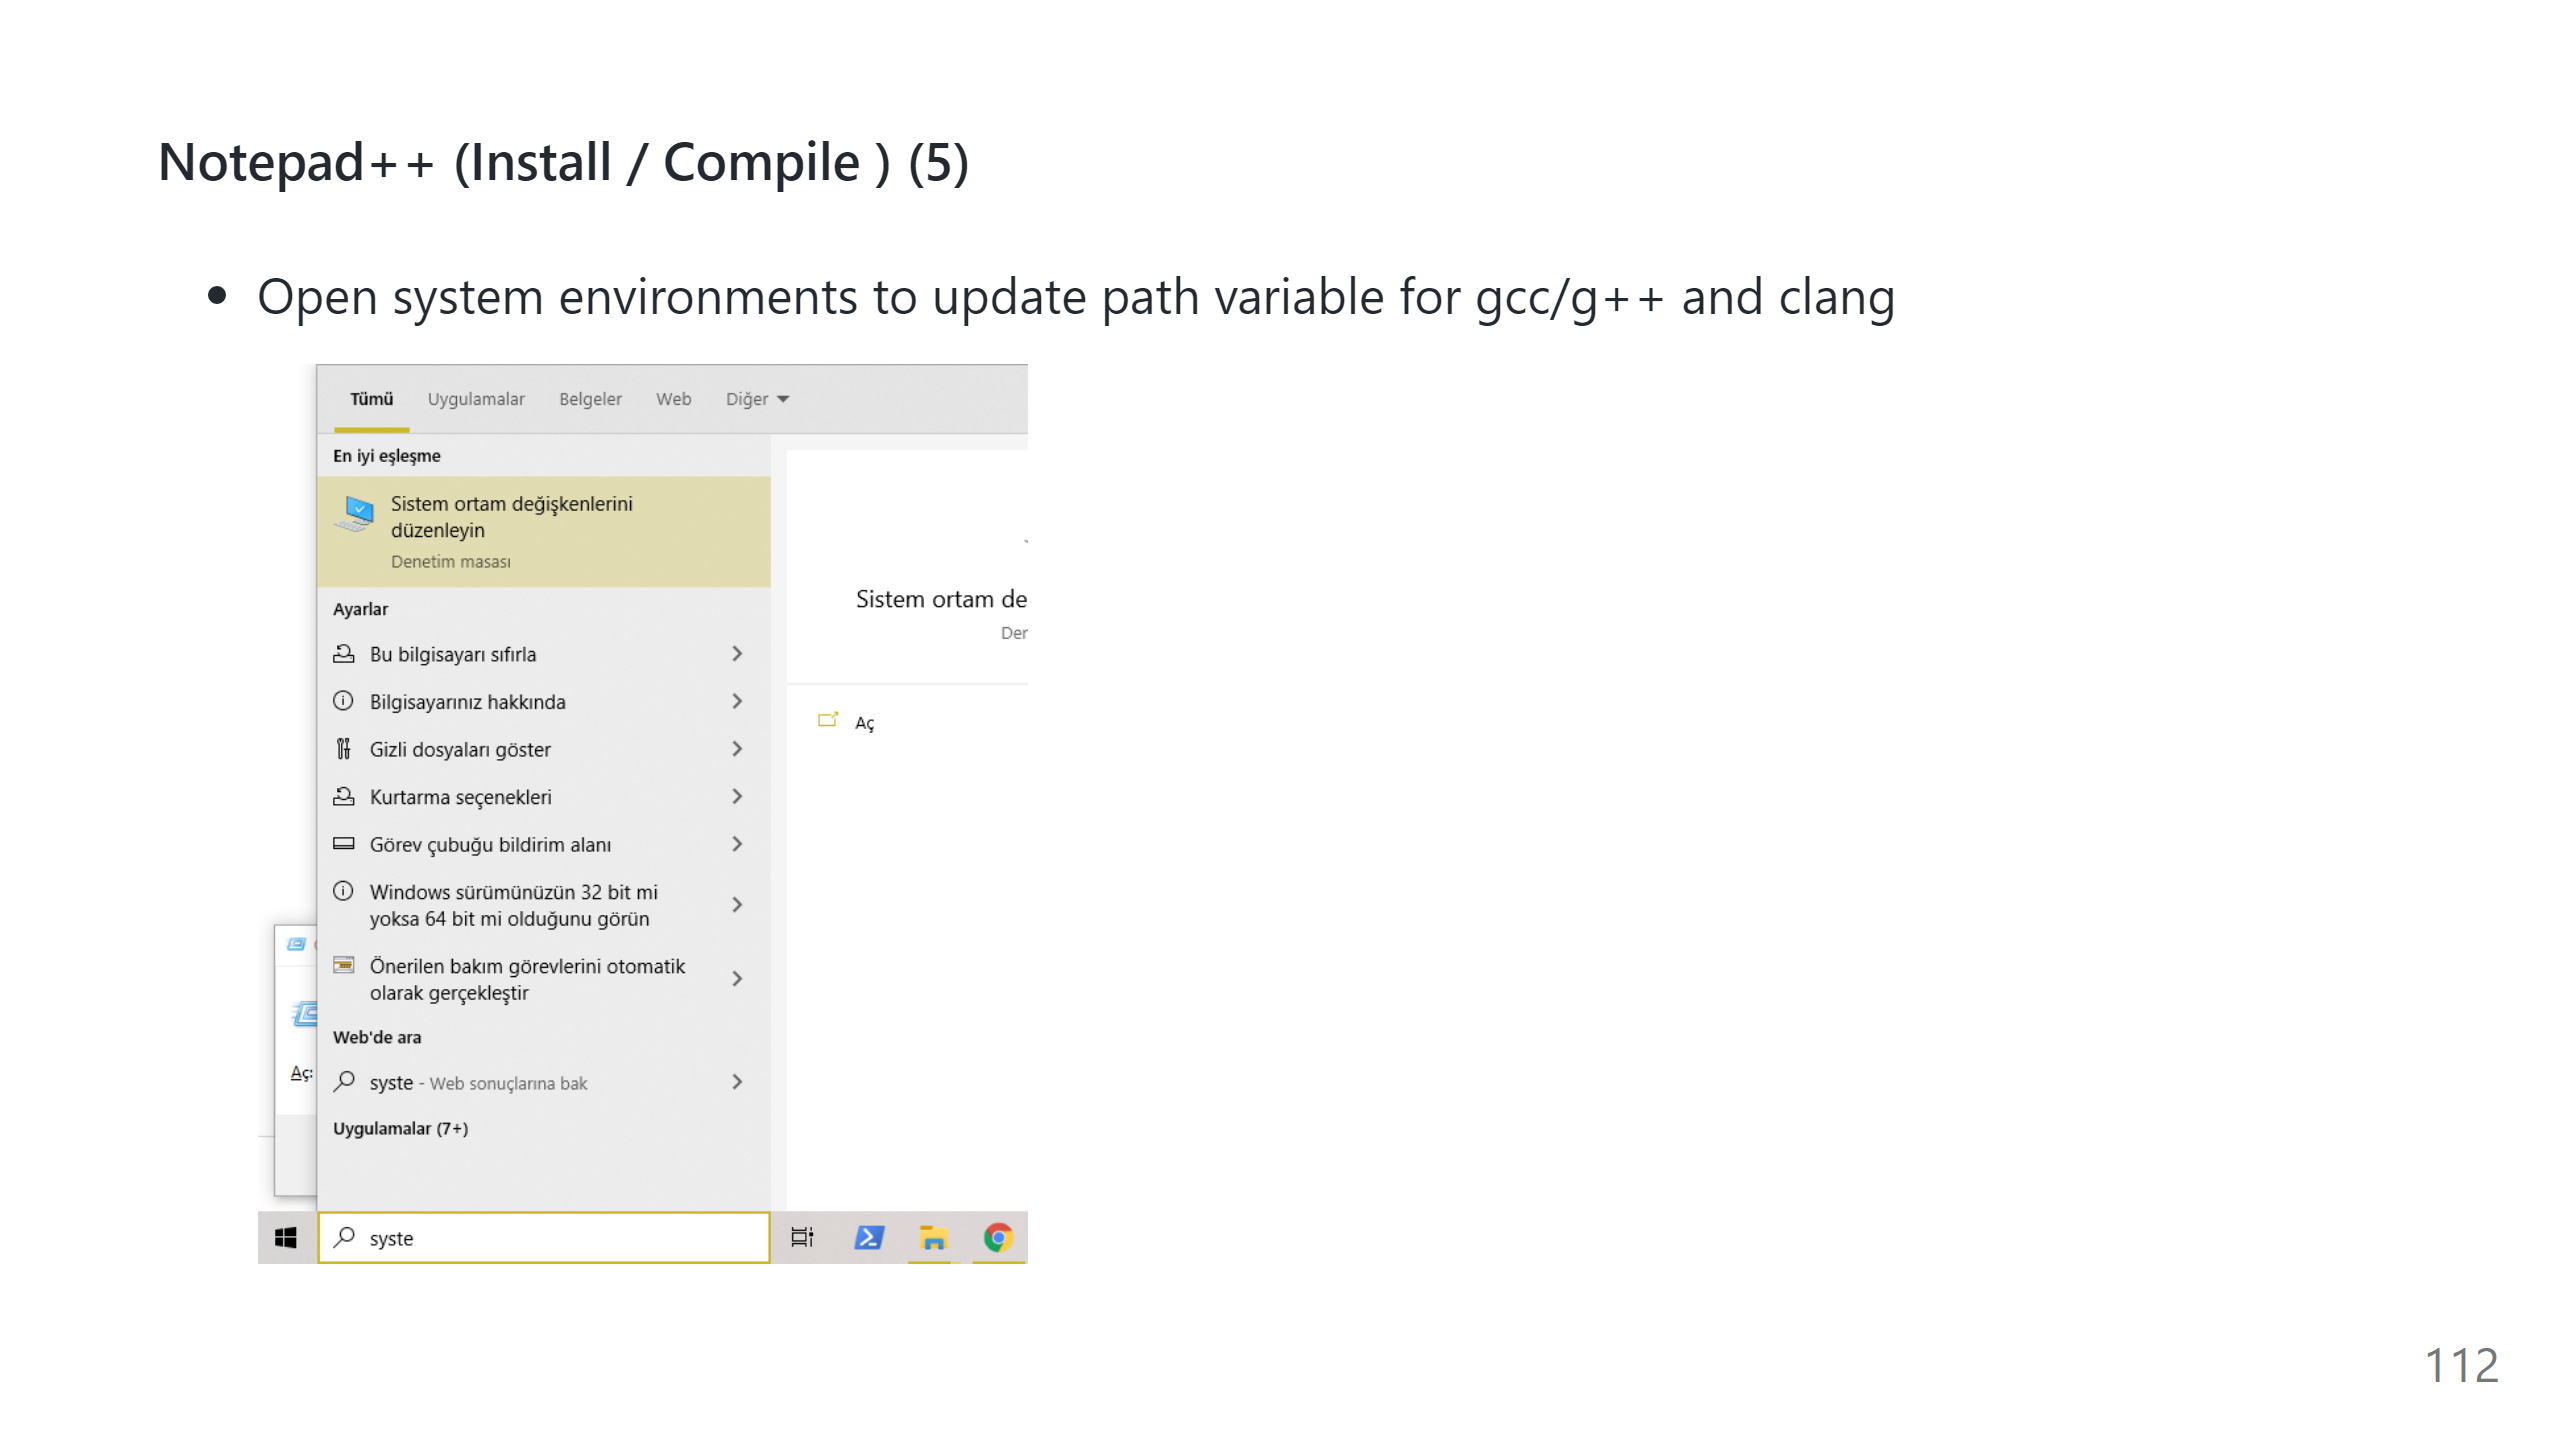 Notepad++ (Install / Compile ) (5)
• Open system environments to update path variable for gcc/g++ and clang
Tümü Uygulamalar Belgeler Web Diğer
En iyi eşleşme
Sistem ortam değişkenlerini
düzenleyin
Denetim masası
Sistem ortam de
Der
Ayarlar
Bu bilgisayarı sıfırla
Bilgisayarınız hakkında
Aç
Gizli dosyaları göster
Kurtarma seçenekleri
Görev çubuğu bildirim alanı
Windows sürümünüzün 32 bit mi
yoksa 64 bit mi olduğunu görün
Önerilen bakım görevlerini otomatik
olarak gerçekleştir
Web'de ara
Aç:
syste - Web sonuçlarına bak
Uygulamalar (7+)
syste
112